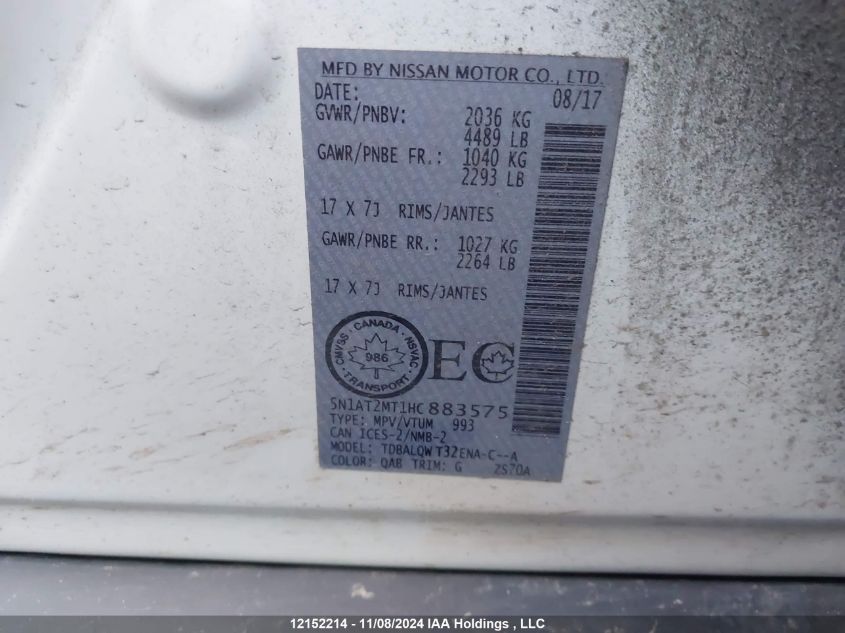 MFD BY NISSAN MOTOR CO., LTD.
DATE: 08/17
GVWR/PNBV: 2036 KG
4489 LB
GAWR/PNBE FR.: 1040 KG
2293 LB
17 X 7J RIMS/JANTES
GAWR/PNBE RR.: 1027 KG
2264 LB
17 X 7J RIMS/JANTES
CMVSS · CANADA · NSVAC
986
TRANSPORT
EC
5N1AT2MT1HC883575
TYPE: MPV/VTUM 993
CAN ICES-2/NMB-2
MODEL: TDBALQWT32ENA-C--A
COLOR: QAB TRIM: G ZS70A
12152214 - 11/08/2024 IAA Holdings , LLC